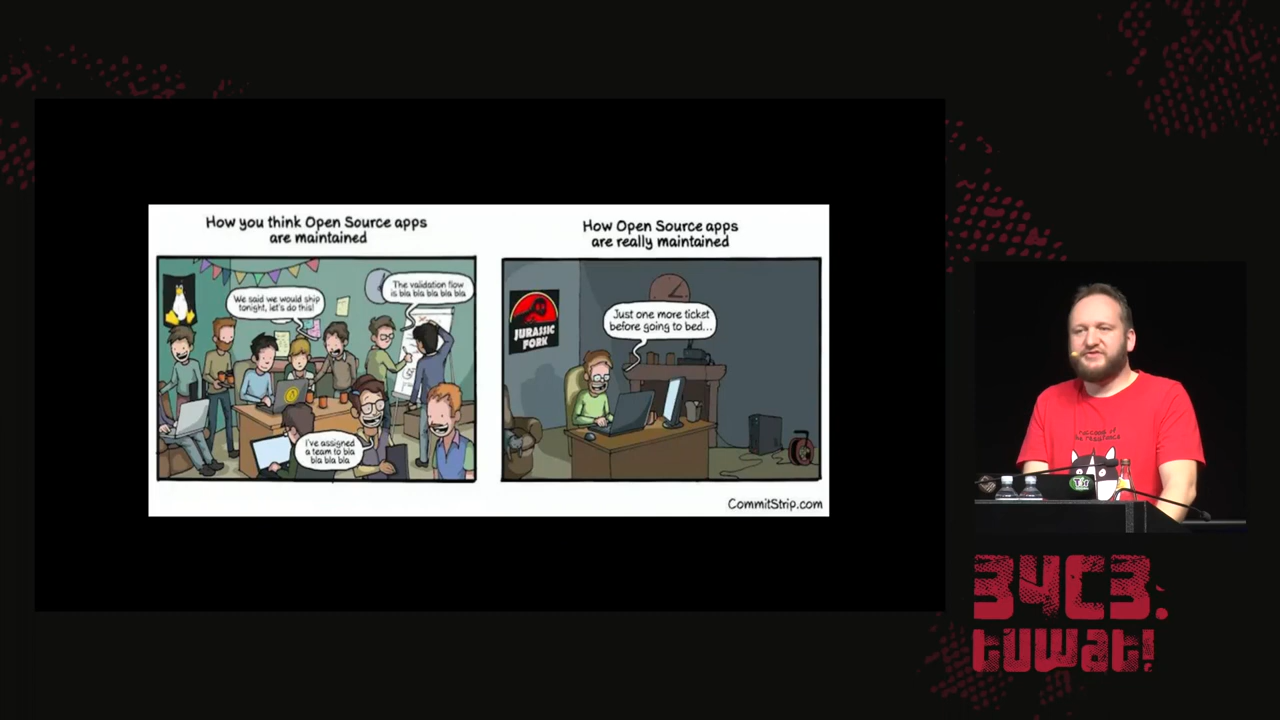 How you think Open Source apps
are maintained
We said we would ship
tonight, let's do this!
The validation flow
is bla bla bla bla bla
I've assigned
a team to bla
bla bla bla
How Open Source apps
are really maintained
JURASSIC
FORK
Just one more ticket
before going to bed...
CommitStrip.com
34C3.
tuwat!